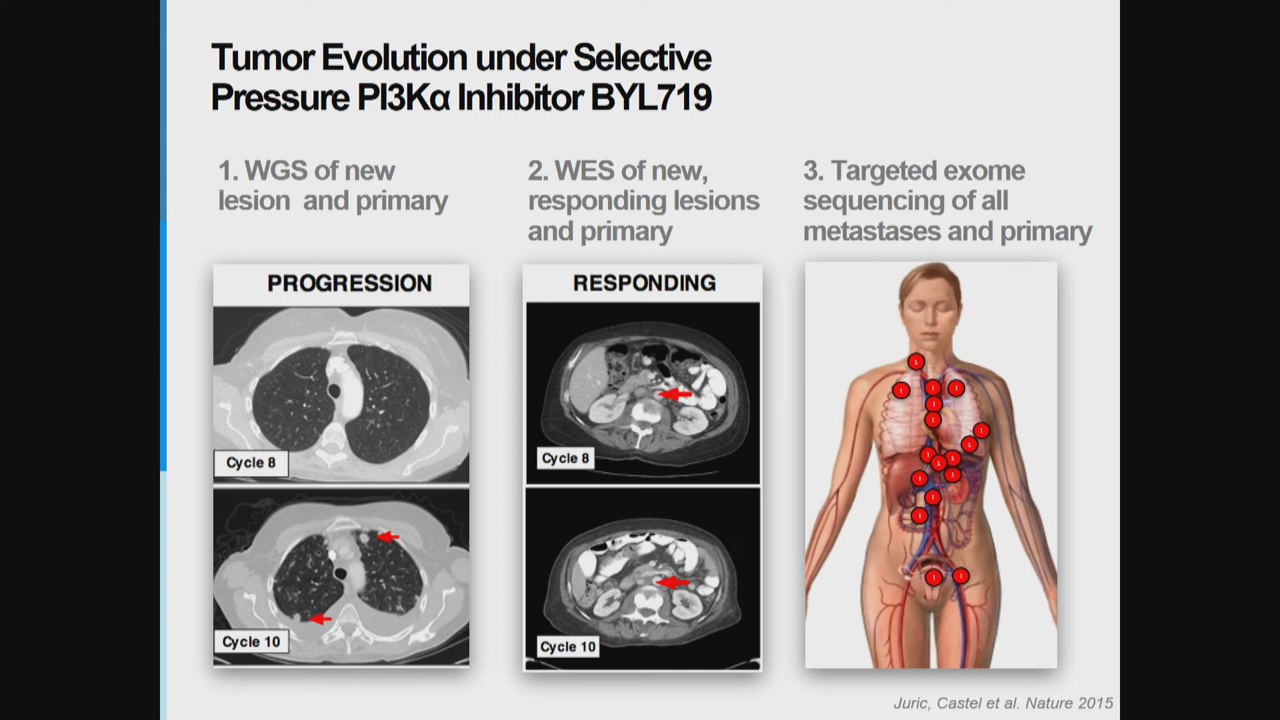 Tumor Evolution under Selective
Pressure PI3Kα Inhibitor BYL719
1. WGS of new
lesion and primary
2. WES of new,
responding lesions
and primary
3. Targeted exome
sequencing of all
metastases and primary
PROGRESSION
Cycle 8
Cycle 10
RESPONDING
Cycle 8
Cycle 10
Juric, Castel et al. Nature 2015